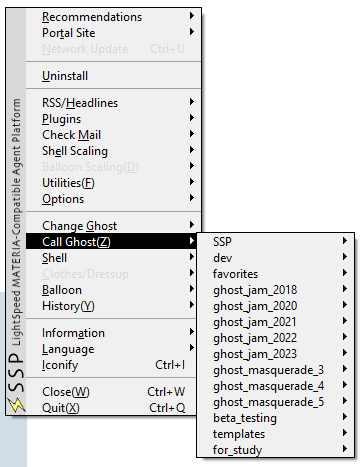 Recommendations
Portal Site
Network Update Ctrl+U
Uninstall
RSS/Headlines
Plugins
Check Mail
Shell Scaling
Balloon Scaling(D)
Utilities(F)
Options
Change Ghost
Call Ghost(Z)
Shell
Clothes/Dressup
Balloon
History(Y)
Information
Language
Iconify Ctrl+I
Close(W) Ctrl+W
Quit(X) Ctrl+Q
SSP LightSpeed MATERIA-Compatible Agent Platform
SSP
dev
favorites
ghost_jam_2018
ghost_jam_2020
ghost_jam_2021
ghost_jam_2022
ghost_jam_2023
ghost_masquerade_3
ghost_masquerade_4
ghost_masquerade_5
beta_testing
templates
for_study